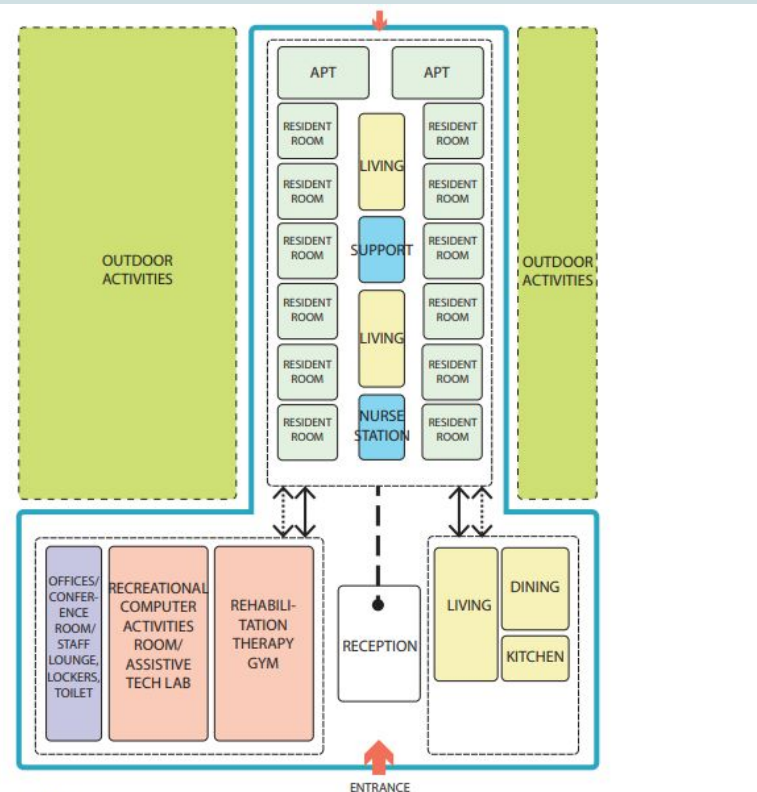 APT
APT
RESIDENT
ROOM
RESIDENT
ROOM
RESIDENT
ROOM
RESIDENT
ROOM
RESIDENT
ROOM
RESIDENT
ROOM
LIVING
SUPPORT
LIVING
NURSE
STATION
RESIDENT
ROOM
RESIDENT
ROOM
RESIDENT
ROOM
RESIDENT
ROOM
RESIDENT
ROOM
RESIDENT
ROOM
OUTDOOR
ACTIVITIES
OUTDOOR
ACTIVITIES
OFFICES/
CONFER-
ENCE
ROOM/
STAFF
LOUNGE,
LOCKERS,
TOILET
RECREATIONAL
COMPUTER
ACTIVITIES
ROOM/
ASSISTIVE
TECH LAB
REHABILI-
TATION
THERAPY
GYM
RECEPTION
LIVING
DINING
KITCHEN
ENTRANCE